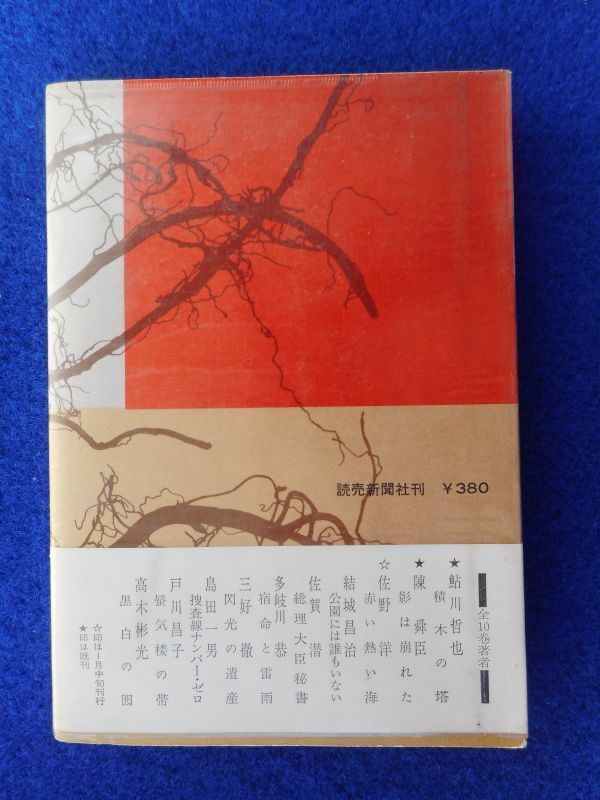 読売新聞社刊 ￥380
全10巻著者
★鮎川哲也
積木の塔
★陳舜臣
影は崩れた
☆佐野洋
赤い熱い海
結城昌治
公園には誰もいない
佐賀潜
総理大臣秘書
多岐川恭
宿命と雷雨
三好徹
閃光の遺産
島田一男
捜査線ナンバー・ゼロ
戸川昌子
蜃気楼の帯
高木彬光
黒白の囮
☆印は1月中旬刊行
★印は既刊